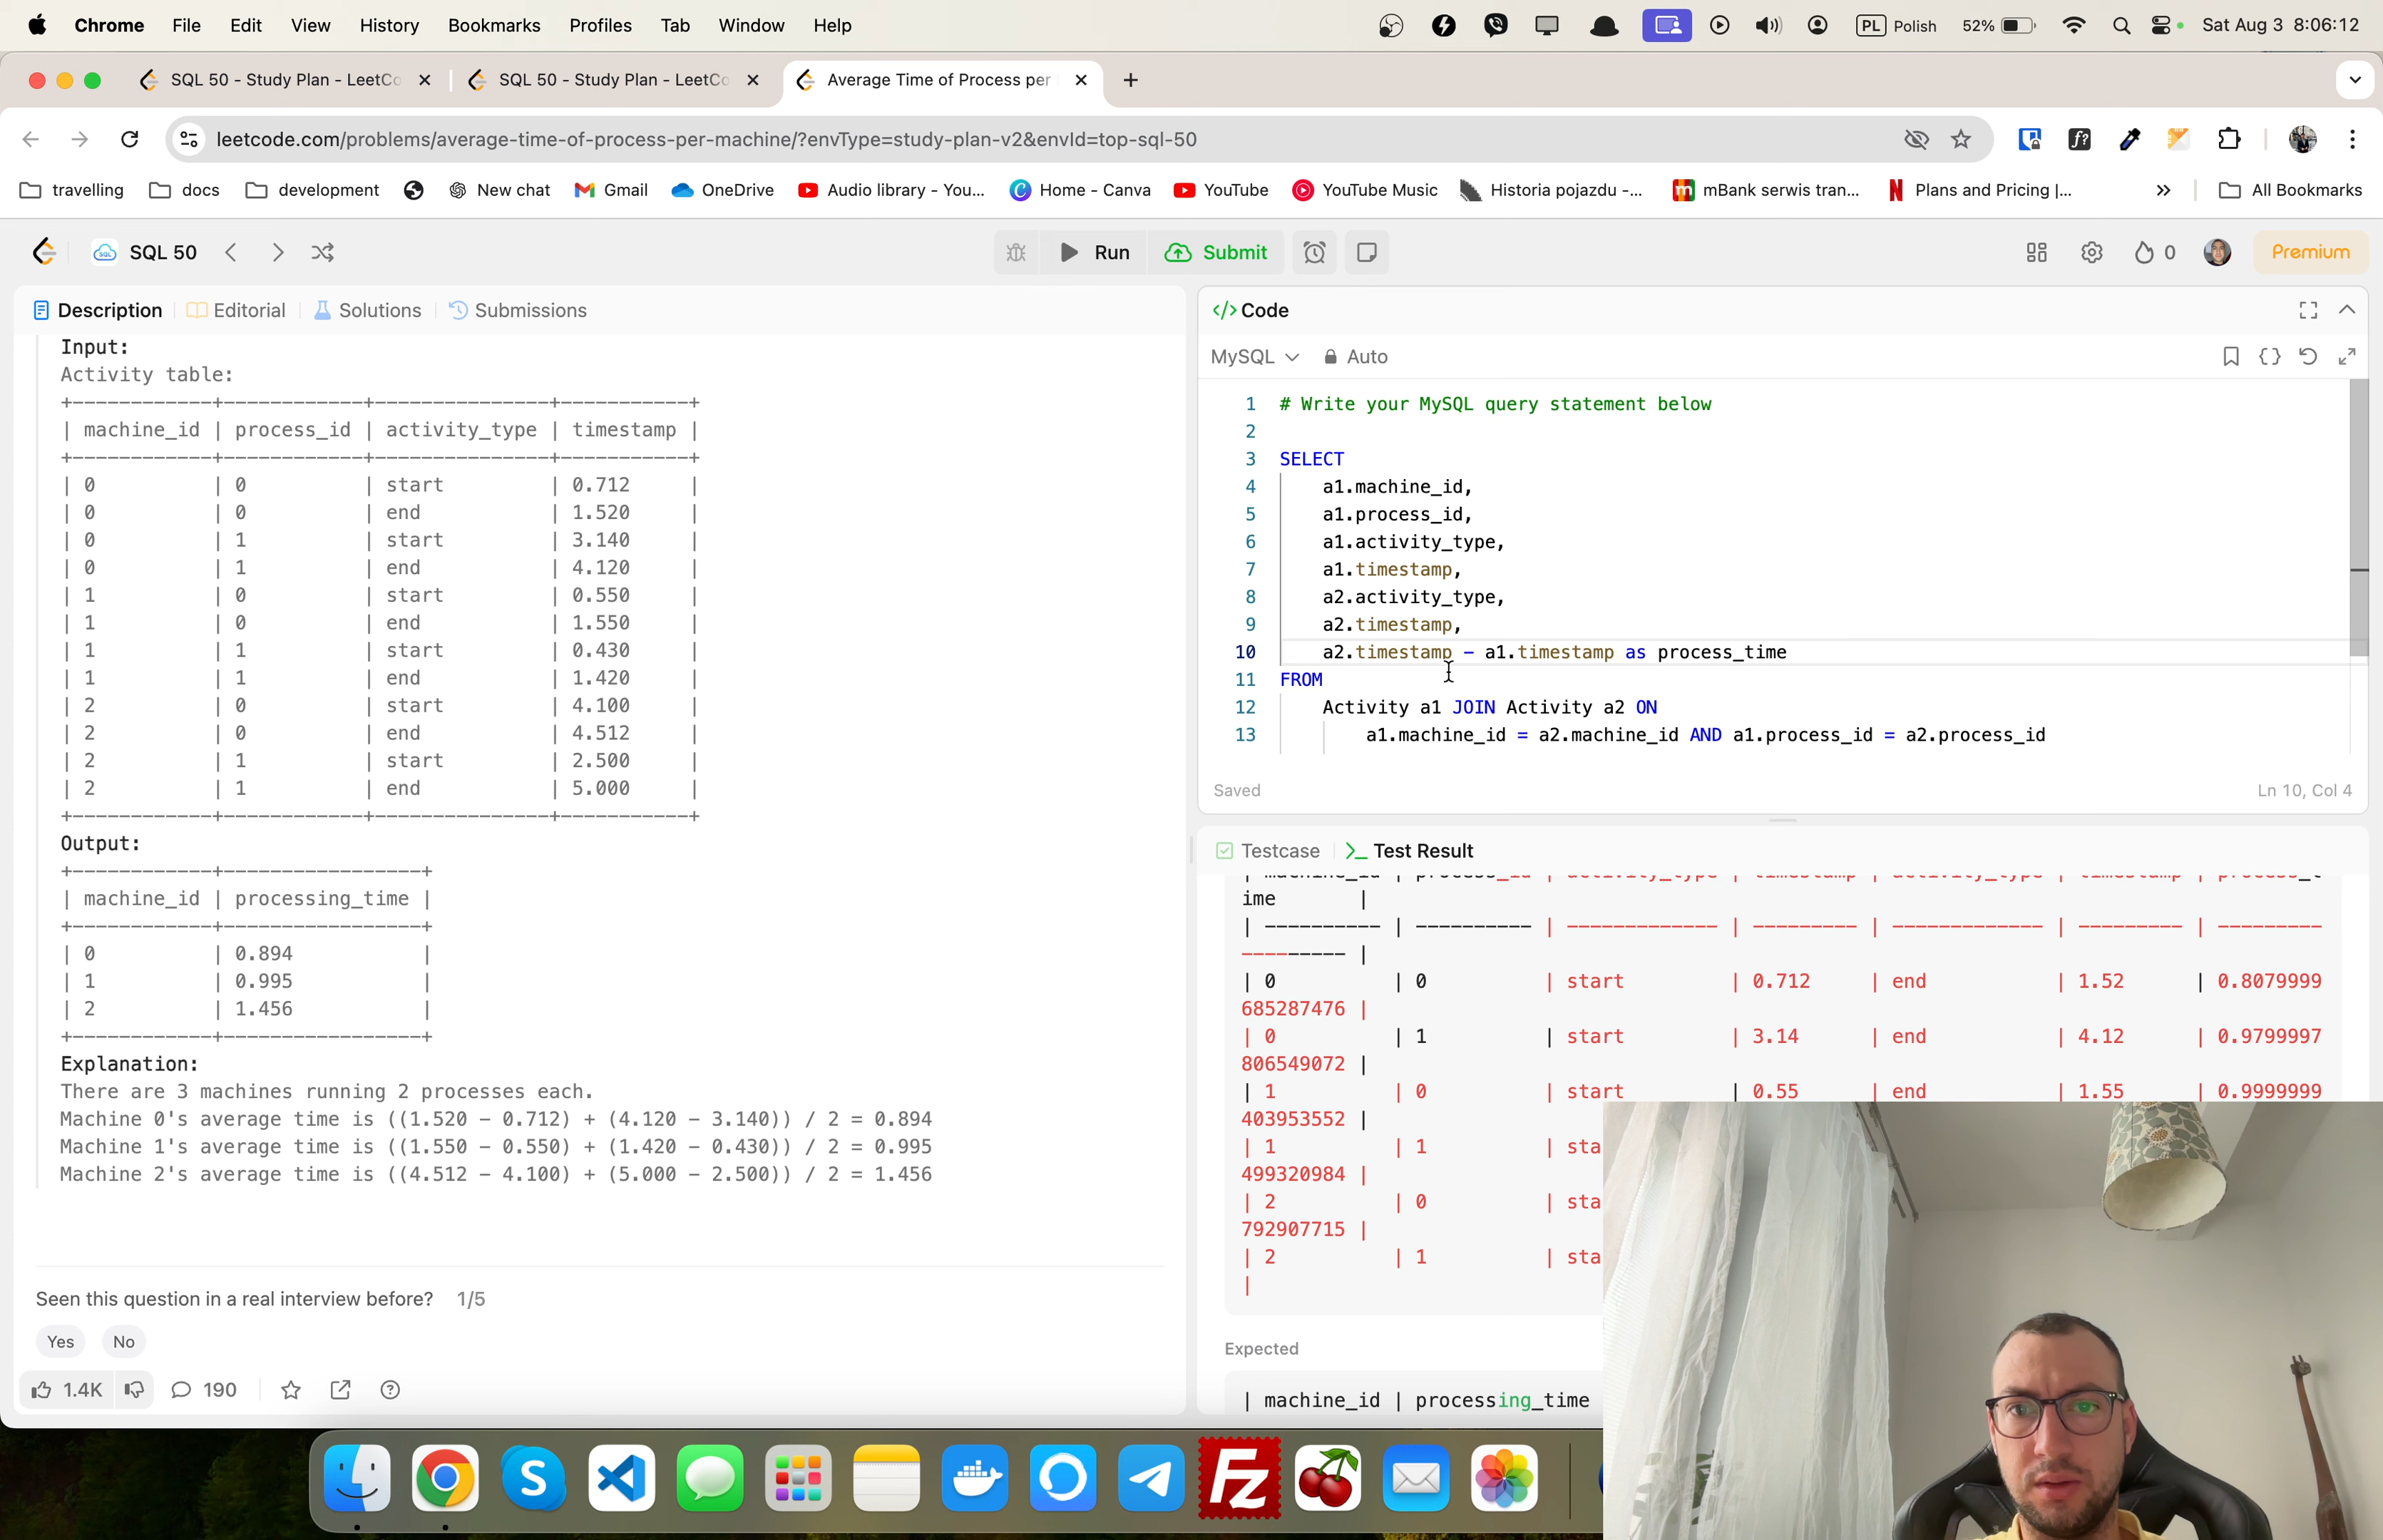 Chrome File Edit View History Bookmarks Profiles Tab Window Help PL Polish 52% Sat Aug 3 8:06:12
SQL 50 - Study Plan - LeetCo SQL 50 - Study Plan - LeetCo Average Time of Process per
leetcode.com/problems/average-time-of-process-per-machine/?envType=study-plan-v2&envId=top-sql-50
travelling docs development New chat Gmail OneDrive Audio library - You... Home - Canva YouTube YouTube Music Historia pojazdu -... mBank serwis tran... Plans and Pricing |... All Bookmarks
SQL 50 Run Submit 0 Premium
Description Editorial Solutions Submissions
Input:
Activity table:
+------------+------------+---------------+-----------+
| machine_id | process_id | activity_type | timestamp |
+------------+------------+---------------+-----------+
| 0 | 0 | start | 0.712 |
| 0 | 0 | end | 1.520 |
| 0 | 1 | start | 3.140 |
| 0 | 1 | end | 4.120 |
| 1 | 0 | start | 0.550 |
| 1 | 0 | end | 1.550 |
| 1 | 1 | start | 0.430 |
| 1 | 1 | end | 1.420 |
| 2 | 0 | start | 4.100 |
| 2 | 0 | end | 4.512 |
| 2 | 1 | start | 2.500 |
| 2 | 1 | end | 5.000 |
+------------+------------+---------------+-----------+
Output:
+------------+-----------------+
| machine_id | processing_time |
+------------+-----------------+
| 0 | 0.894 |
| 1 | 0.995 |
| 2 | 1.456 |
+------------+-----------------+
Explanation:
There are 3 machines running 2 processes each.
Machine 0's average time is ((1.520 - 0.712) + (4.120 - 3.140)) / 2 = 0.894
Machine 1's average time is ((1.550 - 0.550) + (1.420 - 0.430)) / 2 = 0.995
Machine 2's average time is ((4.512 - 4.100) + (5.000 - 2.500)) / 2 = 1.456
Seen this question in a real interview before? 1/5
Yes No
1.4K 190
</> Code
MySQL Auto
1 # Write your MySQL query statement below
2
3 SELECT
4 a1.machine_id,
5 a1.process_id,
6 a1.activity_type,
7 a1.timestamp,
8 a2.activity_type,
9 a2.timestamp,
10 a2.timestamp - a1.timestamp as process_time
11 FROM
12 Activity a1 JOIN Activity a2 ON
13 a1.machine_id = a2.machine_id AND a1.process_id = a2.process_id
Saved Ln 10, Col 4
Testcase >_ Test Result
| machine_id | process_id | activity_type | timestamp | activity_type | timestamp | process_t
ime |
| ---------- | ---------- | ------------- | --------- | ------------- | --------- | ---------
--------- |
| 0 | 0 | start | 0.712 | end | 1.52 | 0.8079999
685287476 |
| 0 | 1 | start | 3.14 | end | 4.12 | 0.9799997
806549072 |
| 1 | 0 | start | 0.55 | end | 1.55 | 0.9999999
403953552 |
| 1 | 1 | sta
499320984 |
| 2 | 0 | sta
792907715 |
| 2 | 1 | sta
|
Expected
| machine_id | processing_time